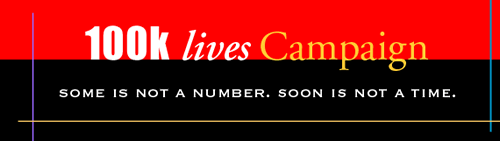 100k lives Campaign
SOME IS NOT A NUMBER. SOON IS NOT A TIME.